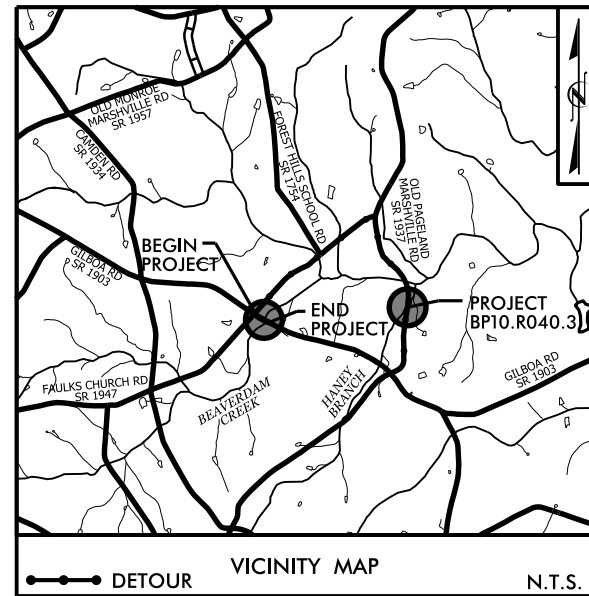 OLD MONROE
MARSHVILLE RD
SR 1957
CAMDEN RD
SR 1934
FOREST HILLS SCHOOL RD
SR 1754
OLD PAGELAND
MARSHVILLE RD
SR 1937
GILBOA RD
SR 1903
BEGIN
PROJECT
END
PROJECT
PROJECT
BP10.R040.3
GILBOA RD
SR 1903
FAULKS CHURCH RD
SR 1947
BEAVERDAM
CREEK
HANEY
BRANCH
VICINITY MAP
DETOUR
N.T.S.